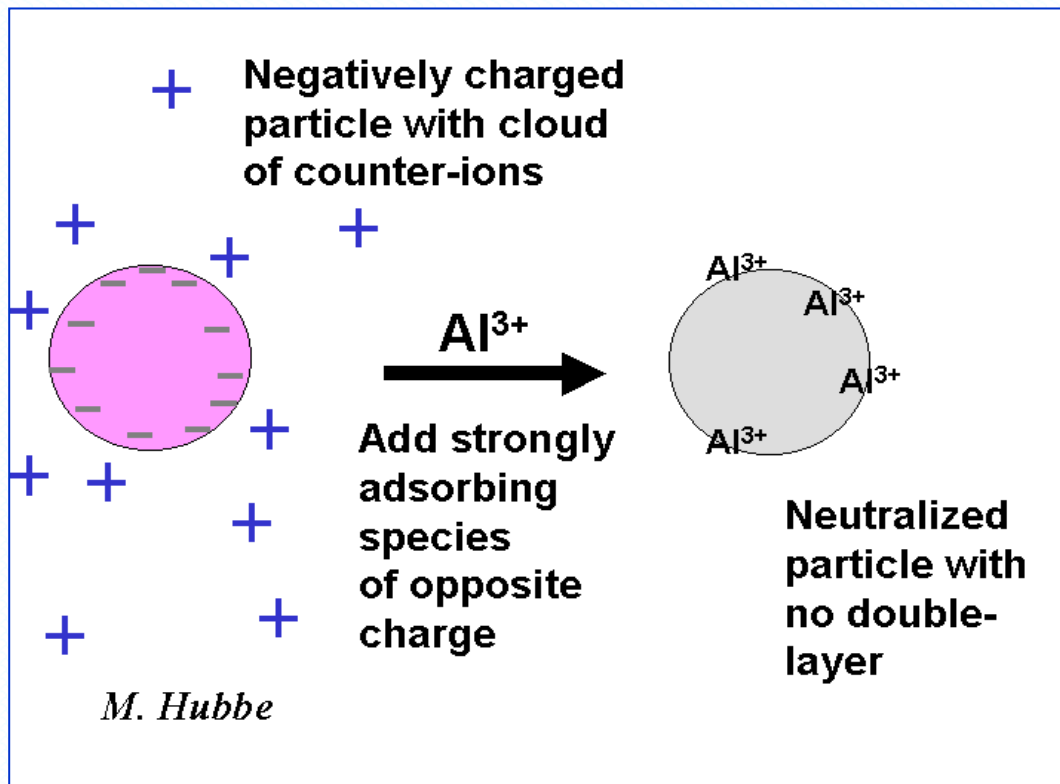 Negatively charged
particle with cloud
of counter-ions
Al³⁺
Add strongly
adsorbing
species
of opposite
charge
Al³⁺
Al³⁺
Al³⁺
Al³⁺
Neutralized
particle with
no double-
layer
M. Hubbe